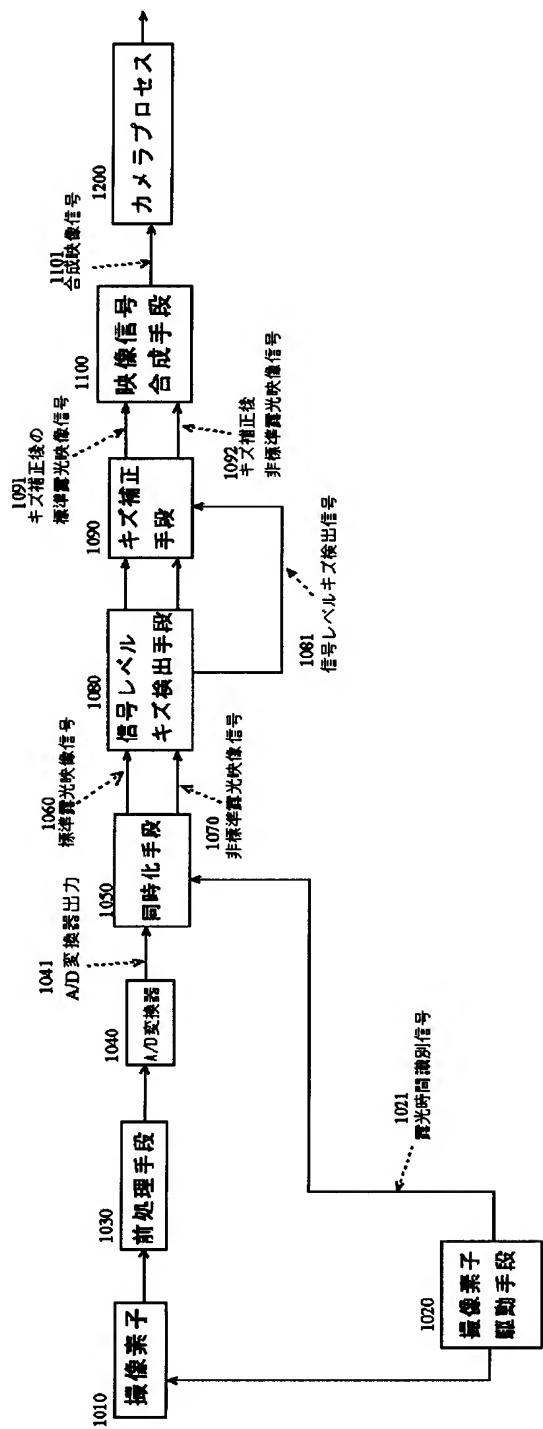 1010
撮像素子
1030
前処理手段
1040
A/D変換器
1041
A/D変換器出力
1050
同時化手段
1060
標準露光映像信号
1070
非標準露光映像信号
1080
信号レベル
キズ検出手段
1081
信号レベルキズ検出信号
1090
キズ補正
手段
1091
キズ補正後の
標準露光映像信号
1092
キズ補正後
非標準露光映像信号
1100
映像信号
合成手段
1101
合成映像信号
1200
カメラプロセス
1020
撮像素子
駆動手段
1021
露光時間識別信号